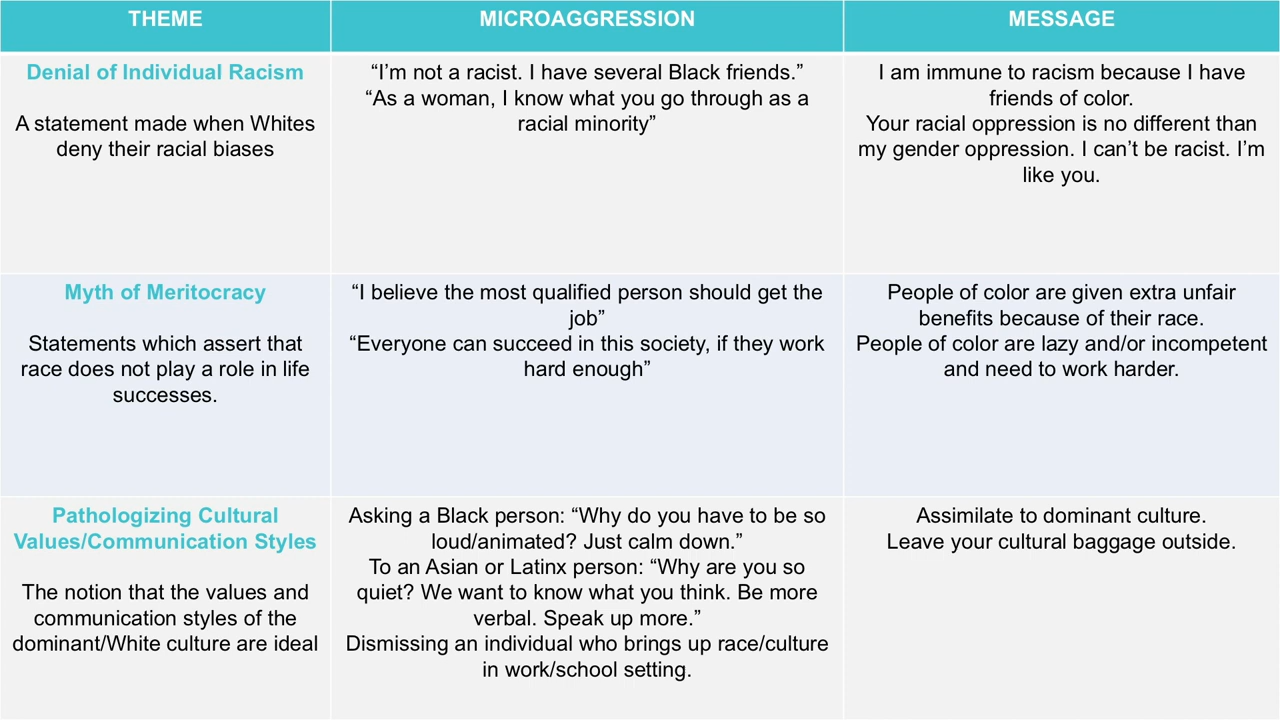 THEME
MICROAGGRESSION
MESSAGE
Denial of Individual Racism
A statement made when Whites
deny their racial biases
“I’m not a racist. I have several Black friends.”
“As a woman, I know what you go through as a
racial minority”
I am immune to racism because I have
friends of color.
Your racial oppression is no different than
my gender oppression. I can’t be racist. I’m
like you.
Myth of Meritocracy
Statements which assert that
race does not play a role in life
successes.
“I believe the most qualified person should get the
job”
“Everyone can succeed in this society, if they work
hard enough”
People of color are given extra unfair
benefits because of their race.
People of color are lazy and/or incompetent
and need to work harder.
Pathologizing Cultural
Values/Communication Styles
The notion that the values and
communication styles of the
dominant/White culture are ideal
Asking a Black person: “Why do you have to be so
loud/animated? Just calm down.”
To an Asian or Latinx person: “Why are you so
quiet? We want to know what you think. Be more
verbal. Speak up more.”
Dismissing an individual who brings up race/culture
in work/school setting.
Assimilate to dominant culture.
Leave your cultural baggage outside.